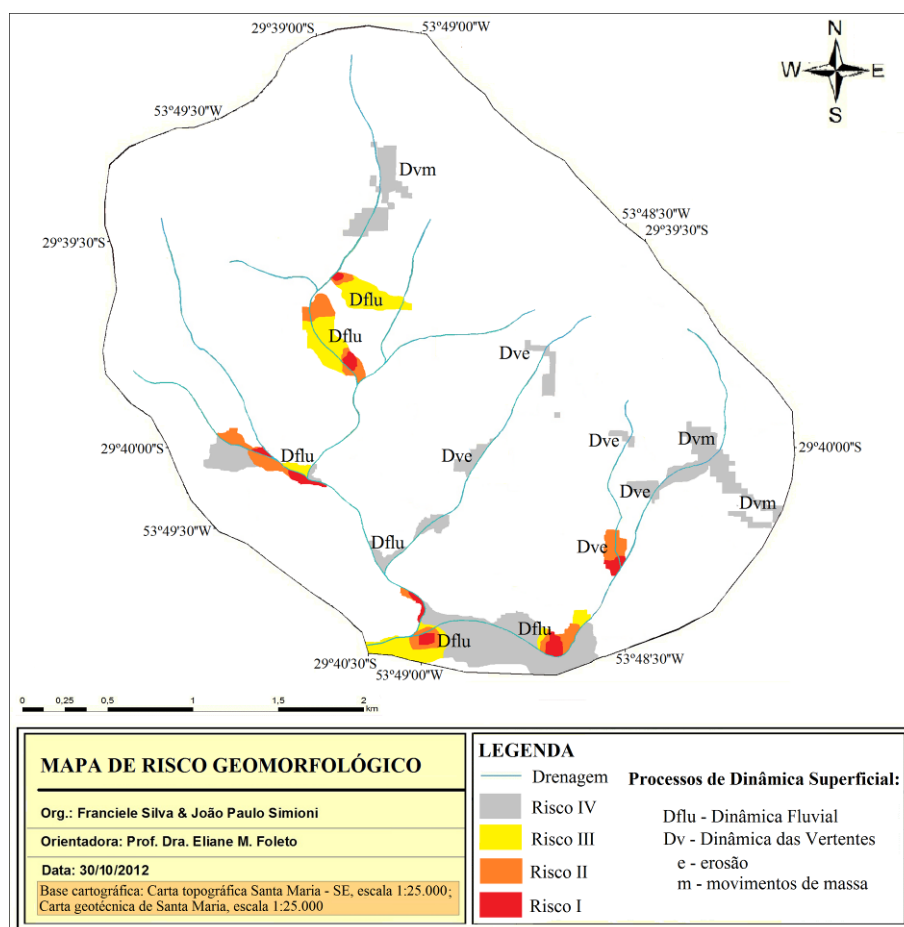 53º49'00"W
29º39'00"S
N
W E
S
53º49'30"W
Dvm
53º48'30"W
29º39'30"S
29º39'30"S
Dflu
Dflu
Dve
Dve
Dvm
29º40'00"S
29º40'00"S
Dflu
Dve
Dve
Dvm
53º49'30"W
Dflu
Dve
Dflu
Dflu
29º40'30"S
53º48'30"W
53º49'00"W
0 0,25 0,5 1 1,5 2
km
MAPA DE RISCO GEOMORFOLÓGICO
Org.: Franciele Silva & João Paulo Simioni
Orientadora: Prof. Dra. Eliane M. Foleto
Data: 30/10/2012
Base cartográfica: Carta topográfica Santa Maria - SE, escala 1:25.000;
Carta geotécnica de Santa Maria, escala 1:25.000
LEGENDA
Drenagem
Risco IV
Risco III
Risco II
Risco I
Processos de Dinâmica Superficial:
Dflu - Dinâmica Fluvial
Dv - Dinâmica das Vertentes
e - erosão
m - movimentos de massa